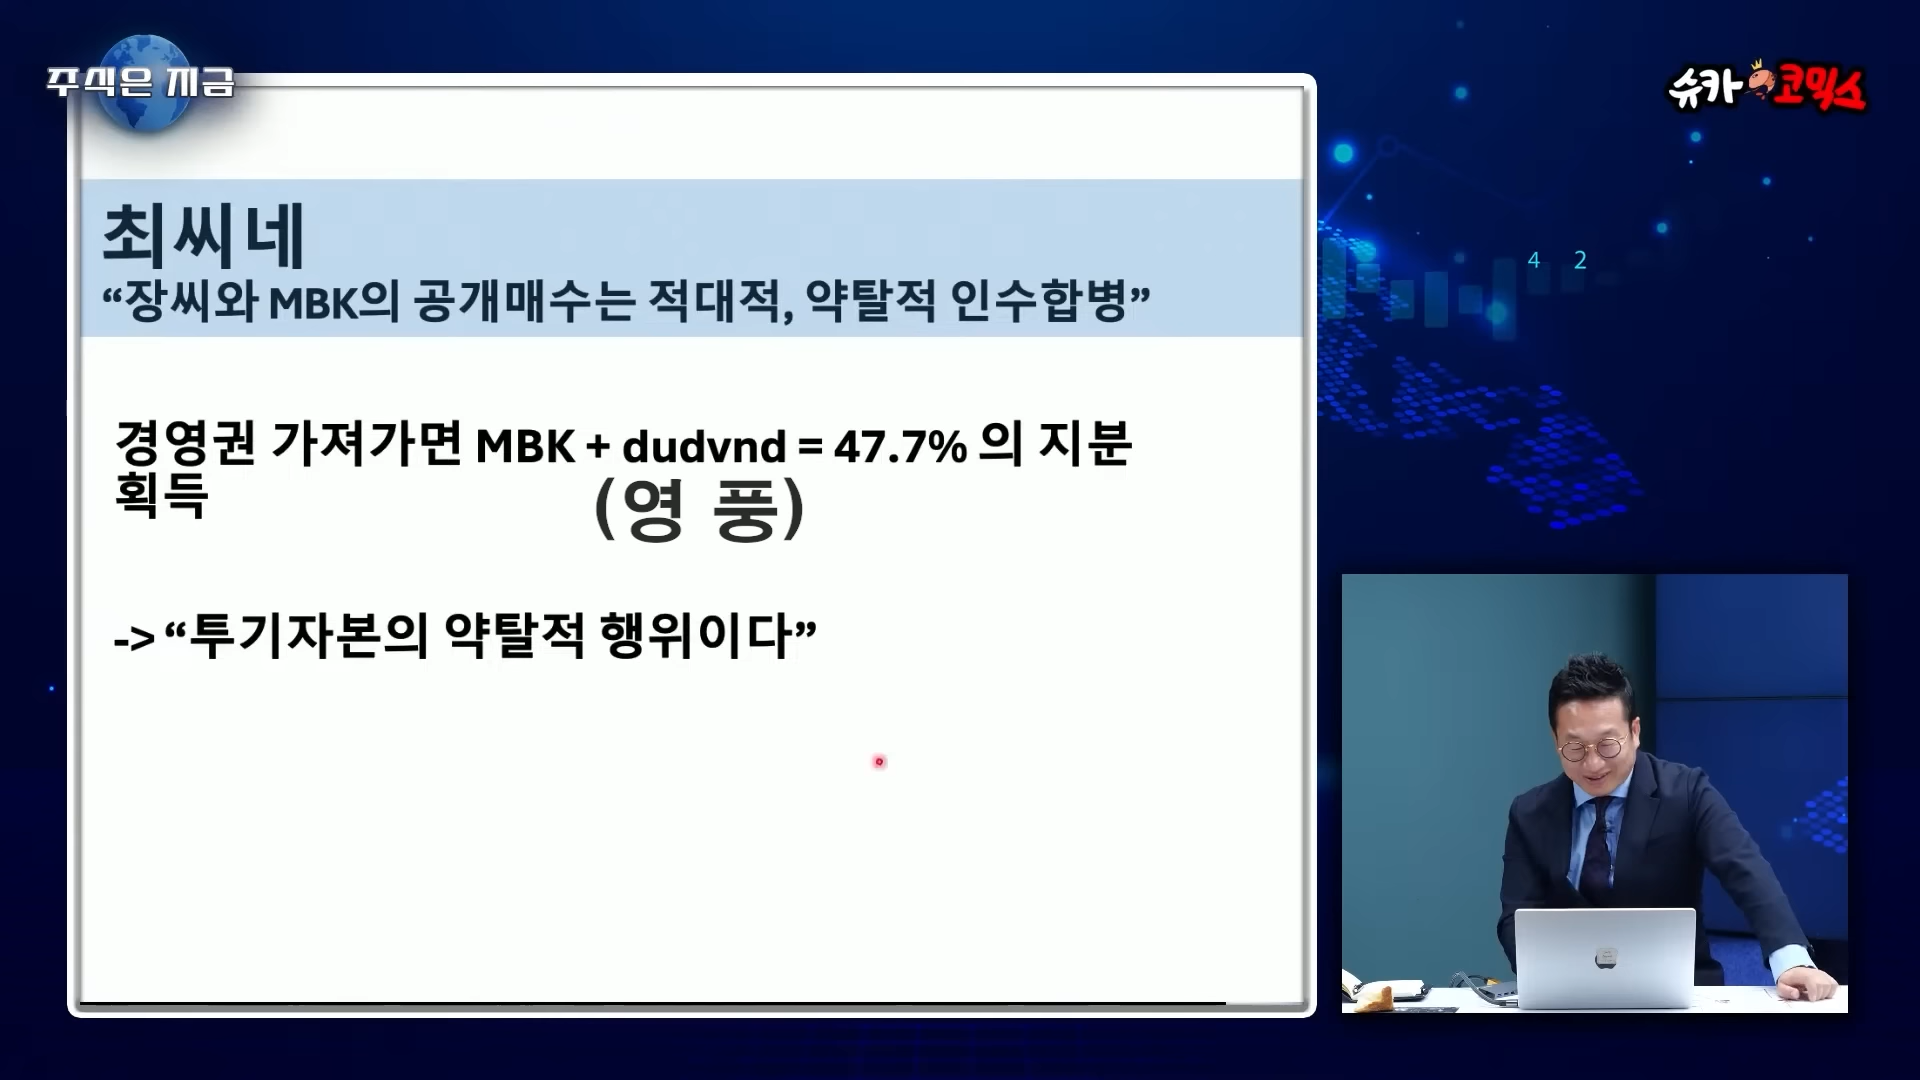 주식은 지금
슈카코믹스
최씨네
“장씨와 MBK의 공개매수는 적대적, 약탈적 인수합병”
4 2
경영권 가져가면 MBK + dudvnd = 47.7% 의 지분
획득
(영 풍)
-> “투기자본의 약탈적 행위이다”